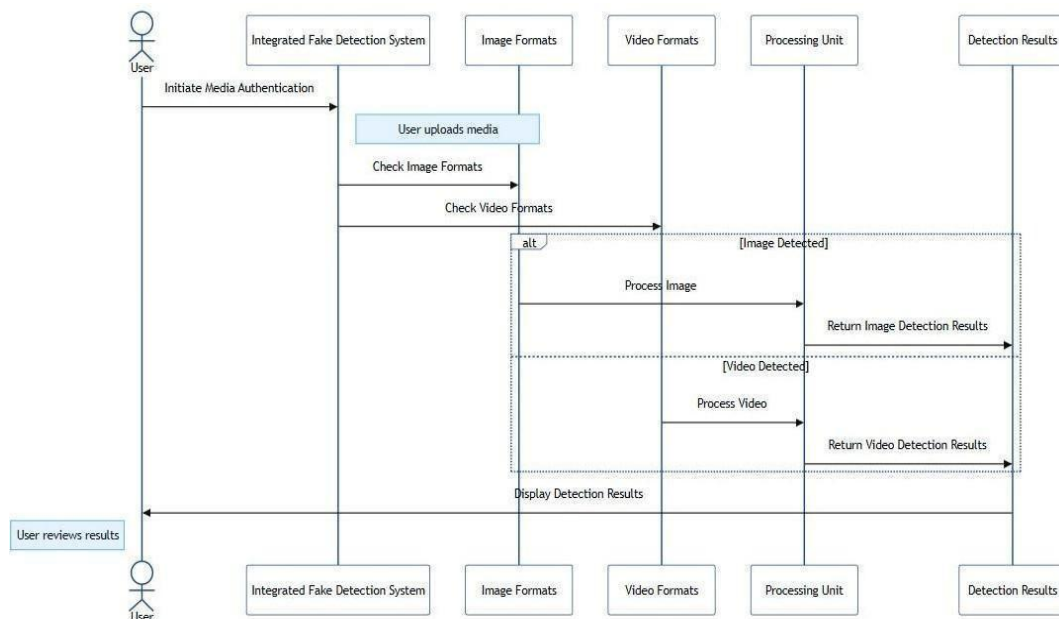 Integrated Fake Detection System
Image Formats
Video Formats
Processing Unit
Detection Results
User
Initiate Media Authentication
User uploads media
Check Image Formats
Check Video Formats
alt
[Image Detected]
Process Image
Return Image Detection Results
[Video Detected]
Process Video
Return Video Detection Results
Display Detection Results
User reviews results
Integrated Fake Detection System
Image Formats
Video Formats
Processing Unit
Detection Results
User